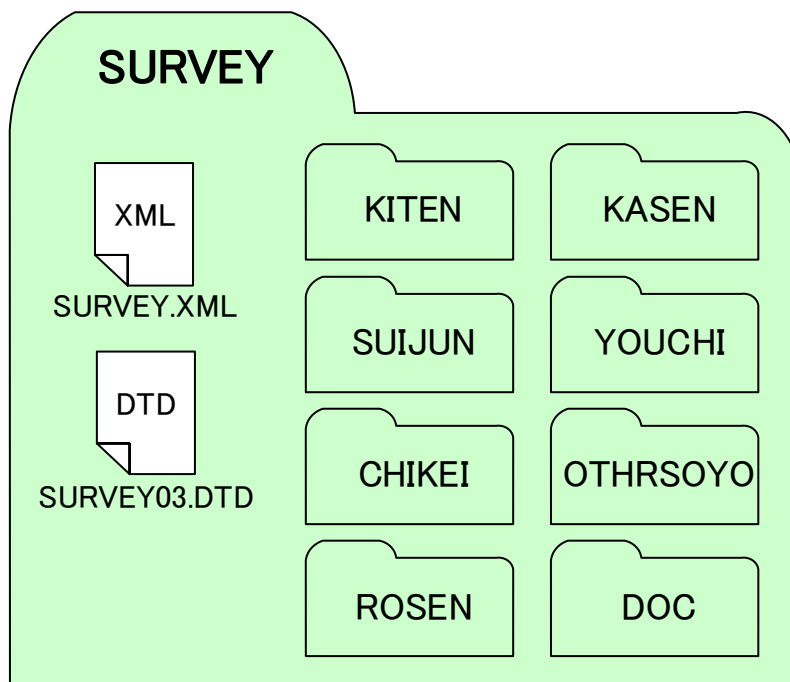 SURVEY
XML
SURVEY.XML
DTD
SURVEY03.DTD
KITEN
KASEN
SUIJUN
YOUCHI
CHIKEI
OTHRSOYO
ROSEN
DOC